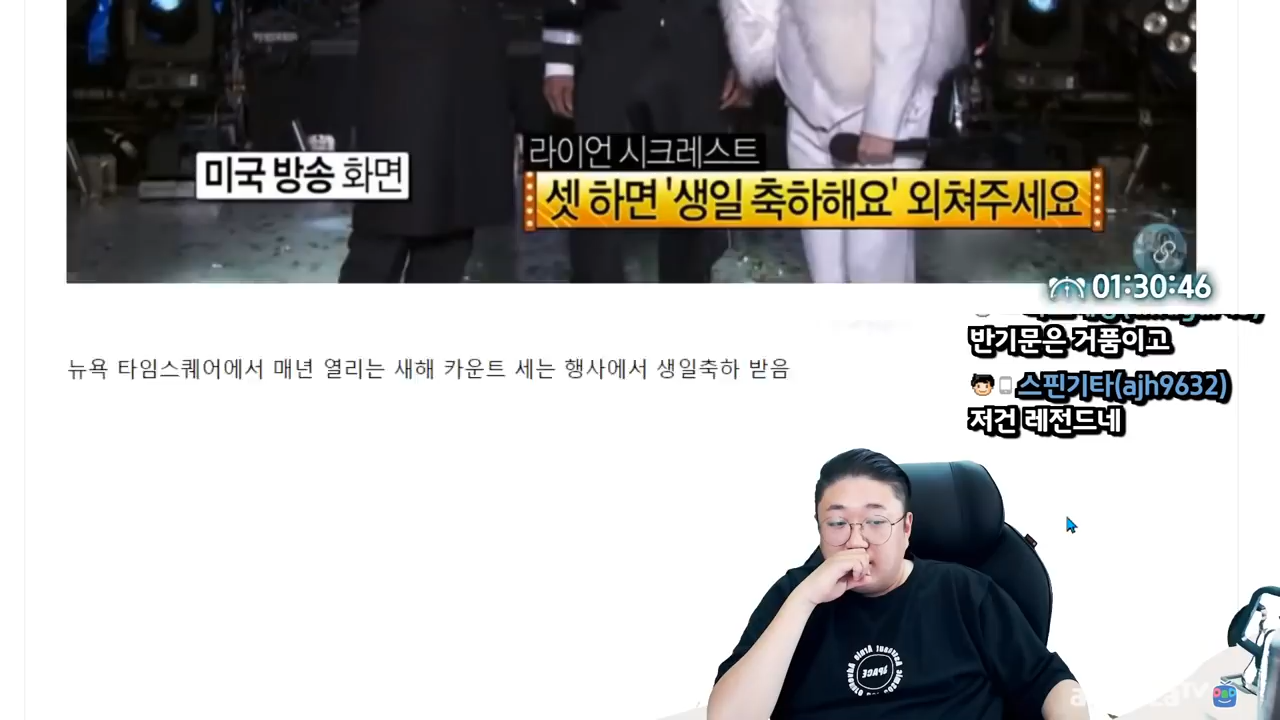 라이언 시크레스트
미국 방송 화면
셋 하면 '생일 축하해요' 외쳐주세요
01:30:46
반기문은 거품이고
뉴욕 타임스퀘어에서 매년 열리는 새해 카운트 세는 행사에서 생일축하 받음
스핀기타(ajh9632)
저건 레전드네
SPACE